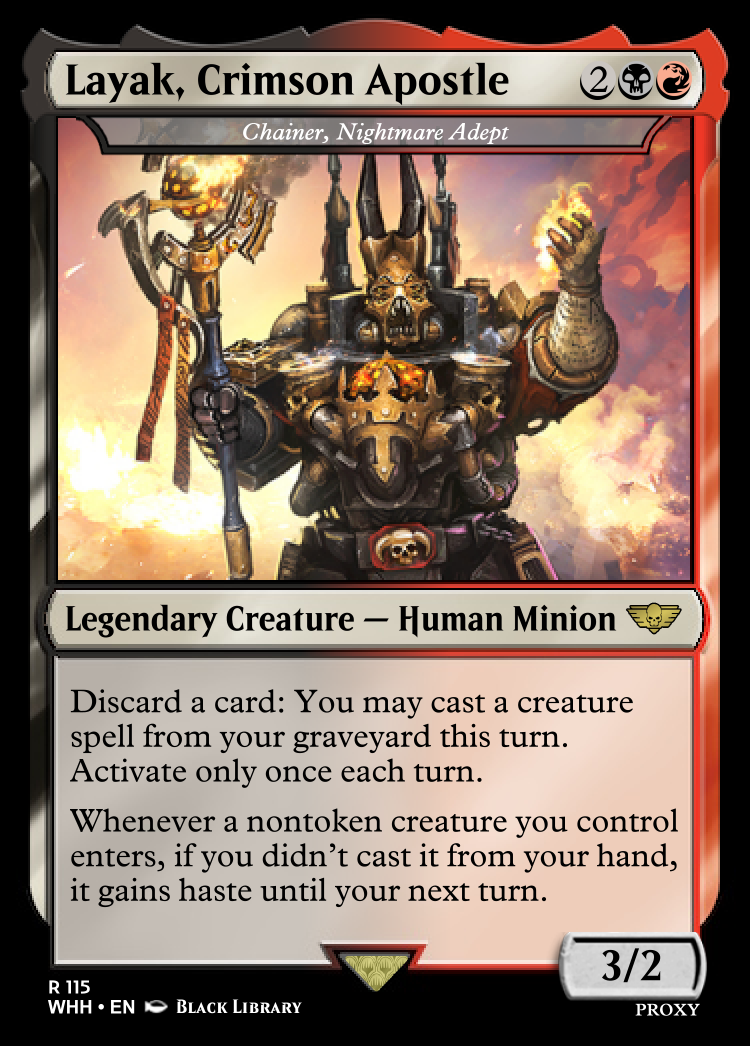 Layak, Crimson Apostle 2
Chainer, Nightmare Adept
Legendary Creature — Human Minion
Discard a card: You may cast a creature
spell from your graveyard this turn.
Activate only once each turn.
Whenever a nontoken creature you control
enters, if you didn't cast it from your hand,
it gains haste until your next turn.
3/2
R 115
WHH • EN BLACK LIBRARY
PROXY